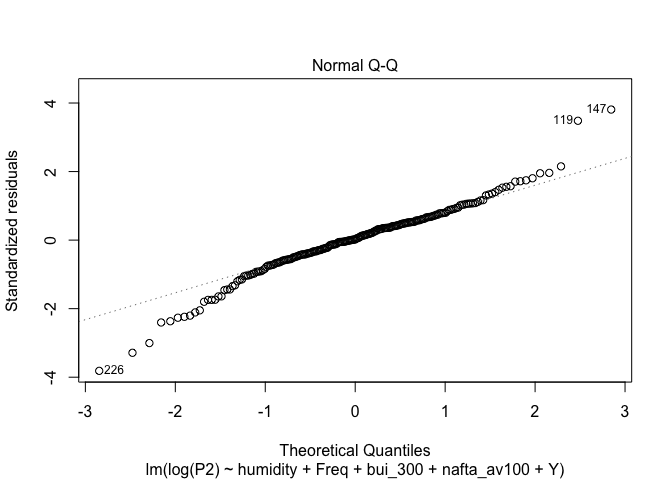 Normal Q-Q
4
2
0
-2
-4
Standardized residuals
147
119
226
-3 -2 -1 0 1 2 3
Theoretical Quantiles
lm(log(P2) ~ humidity + Freq + bui_300 + nafta_av100 + Y)